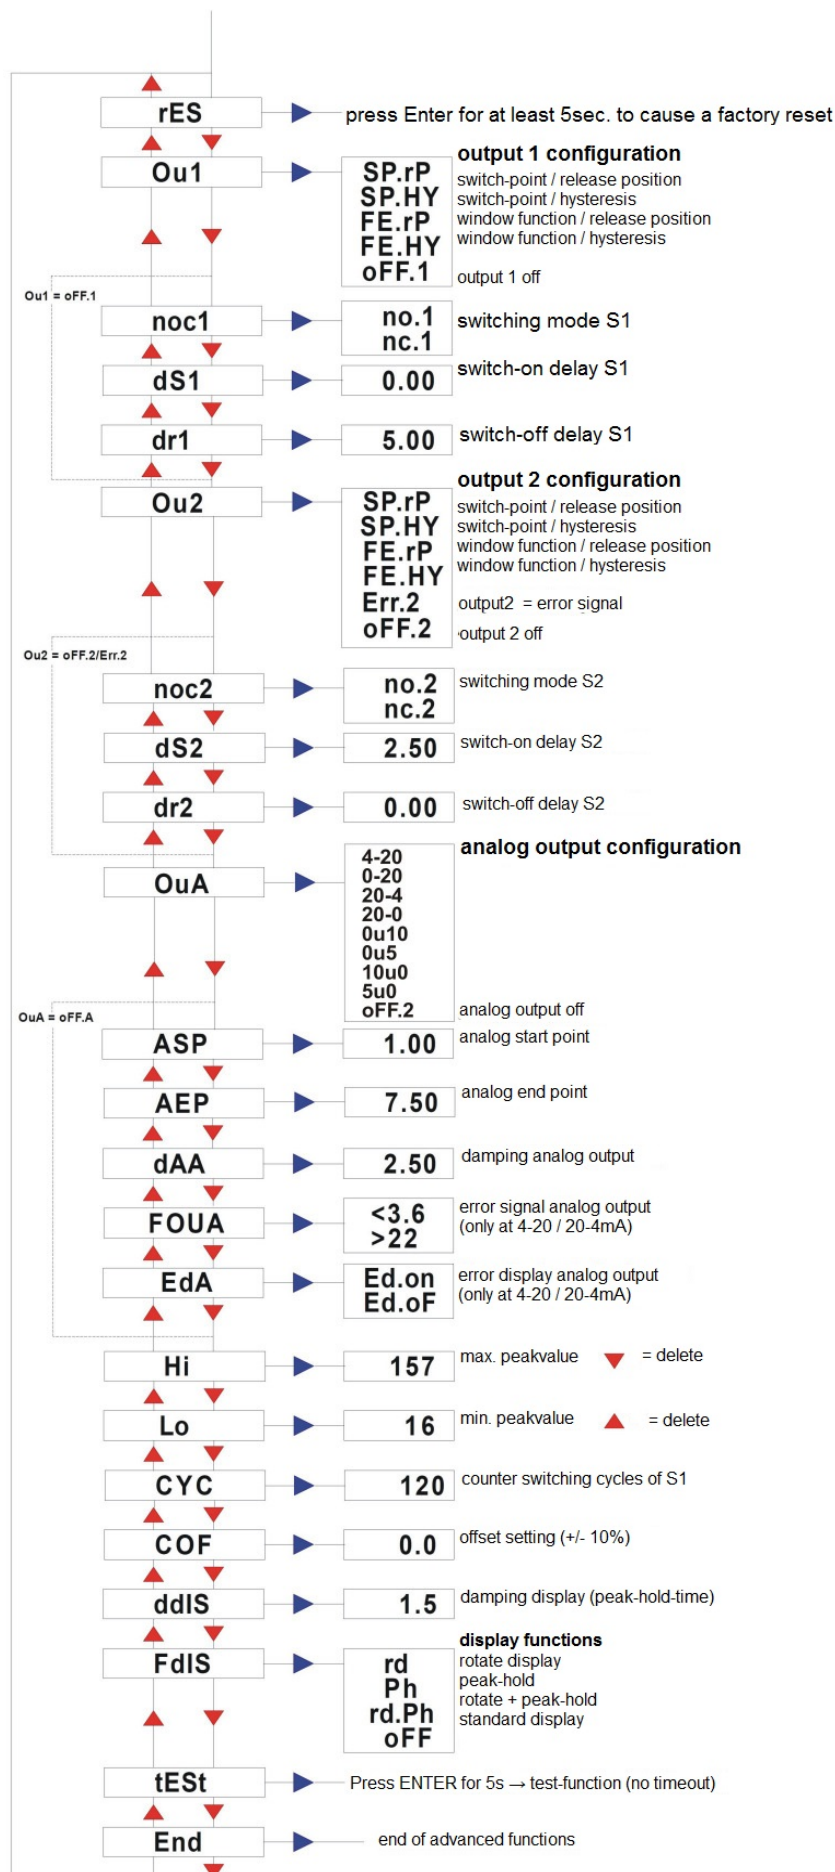 rES
press Enter for at least 5sec. to cause a factory reset
Ou1
output 1 configuration
SP.rP switch-point / release position
SP.HY switch-point / hysteresis
FE.rP window function / release position
FE.HY window function / hysteresis
oFF.1 output 1 off
Ou1 = oFF.1
noc1
no.1 switching mode S1
nc.1
dS1 0.00 switch-on delay S1
dr1 5.00 switch-off delay S1
Ou2
output 2 configuration
SP.rP switch-point / release position
SP.HY switch-point / hysteresis
FE.rP window function / release position
FE.HY window function / hysteresis
Err.2 output2 = error signal
oFF.2 output 2 off
Ou2 = oFF.2/Err.2
noc2
no.2 switching mode S2
nc.2
dS2 2.50 switch-on delay S2
dr2 0.00 switch-off delay S2
OuA
analog output configuration
4-20
0-20
20-4
20-0
0u10
0u5
10u0
5u0
oFF.2 analog output off
OuA = oFF.A
ASP 1.00 analog start point
AEP 7.50 analog end point
dAA 2.50 damping analog output
FOUA
<3.6 error signal analog output
>22 (only at 4-20 / 20-4mA)
EdA
Ed.on error display analog output
Ed.oF (only at 4-20 / 20-4mA)
Hi 157 max. peakvalue = delete
Lo 16 min. peakvalue = delete
CYC 120 counter switching cycles of S1
COF 0.0 offset setting (+/- 10%)
ddIS 1.5 damping display (peak-hold-time)
FdIS
display functions
rd rotate display
Ph peak-hold
rd.Ph rotate + peak-hold
oFF standard display
tESt Press ENTER for 5s → test-function (no timeout)
End end of advanced functions